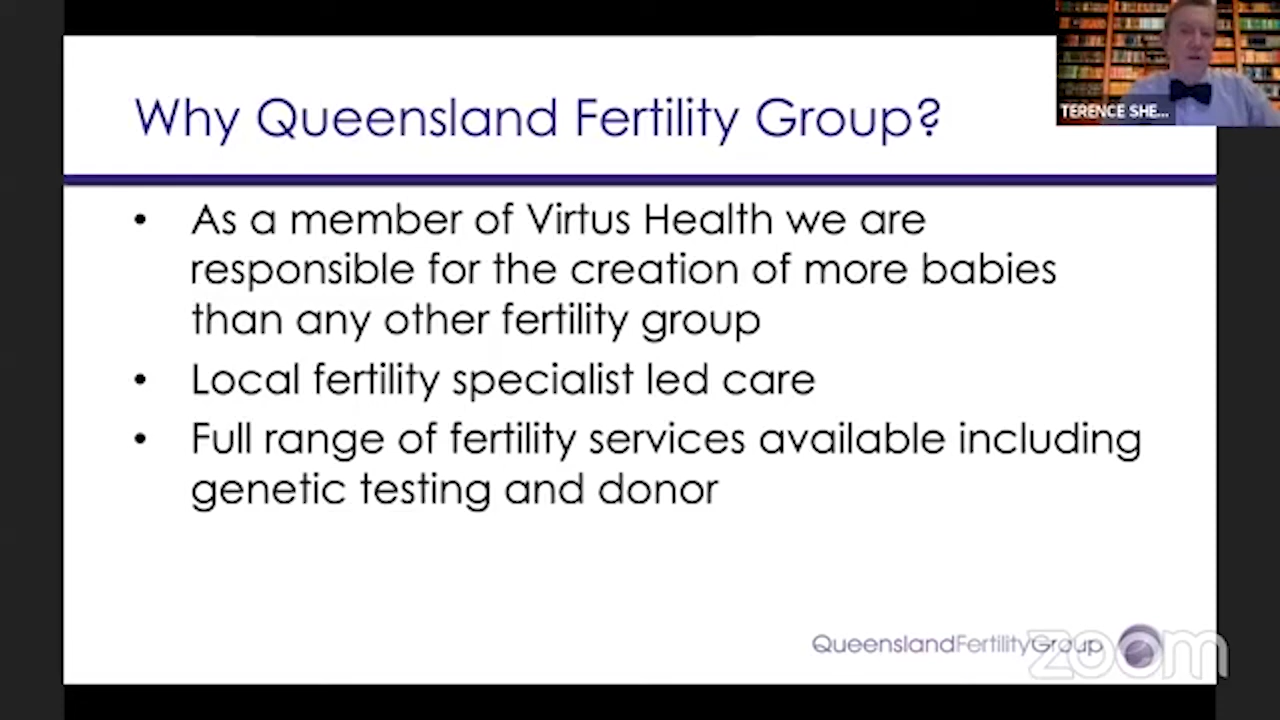 Why Queensland Fertility Group?
TERENCE SHE...
• As a member of Virtus Health we are
responsible for the creation of more babies
than any other fertility group
• Local fertility specialist led care
• Full range of fertility services available including
genetic testing and donor
QueenslandFertilityGroup
zoom